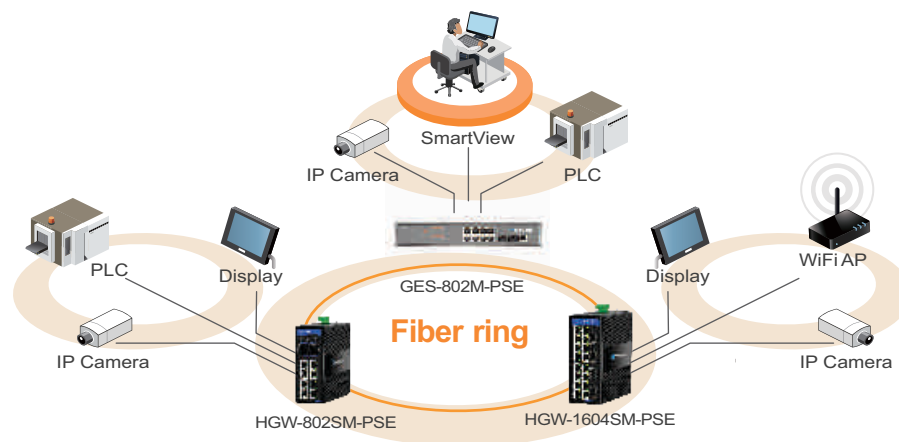 SmartView
IP Camera
PLC
PLC
Display
GES-802M-PSE
Display
WiFi AP
Fiber ring
IP Camera
IP Camera
HGW-802SM-PSE
HGW-1604SM-PSE